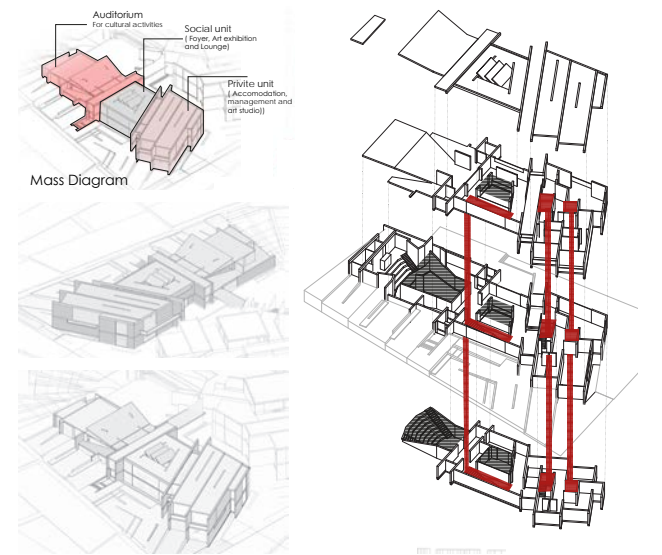 Auditorium
For cultural activities
Social unit
( Foyer, Art exhibition
and Lounge)
Privite unit
( Accomodation,
management and
art studio))
Mass Diagram